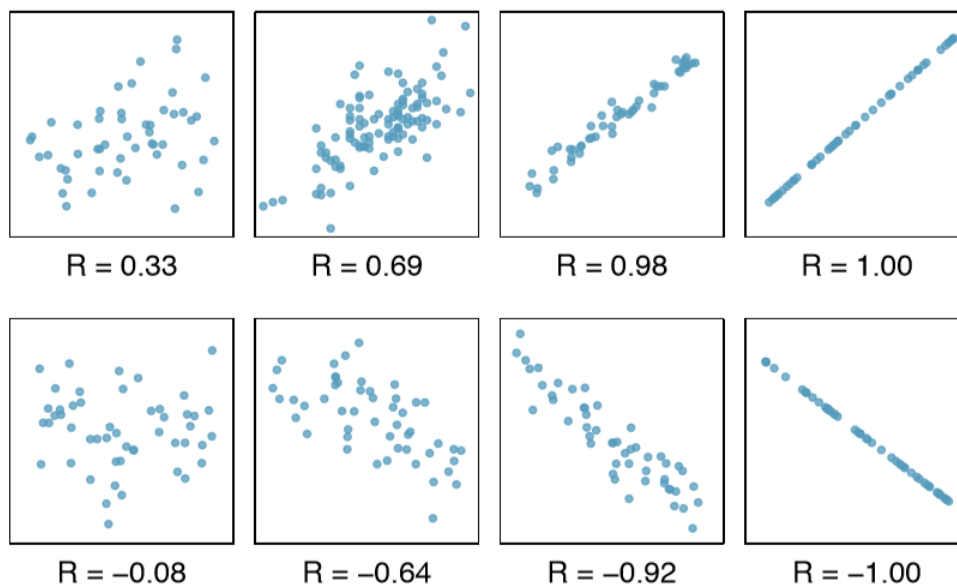 R = 0.33 R = 0.69 R = 0.98 R = 1.00
R = −0.08 R = −0.64 R = −0.92 R = −1.00